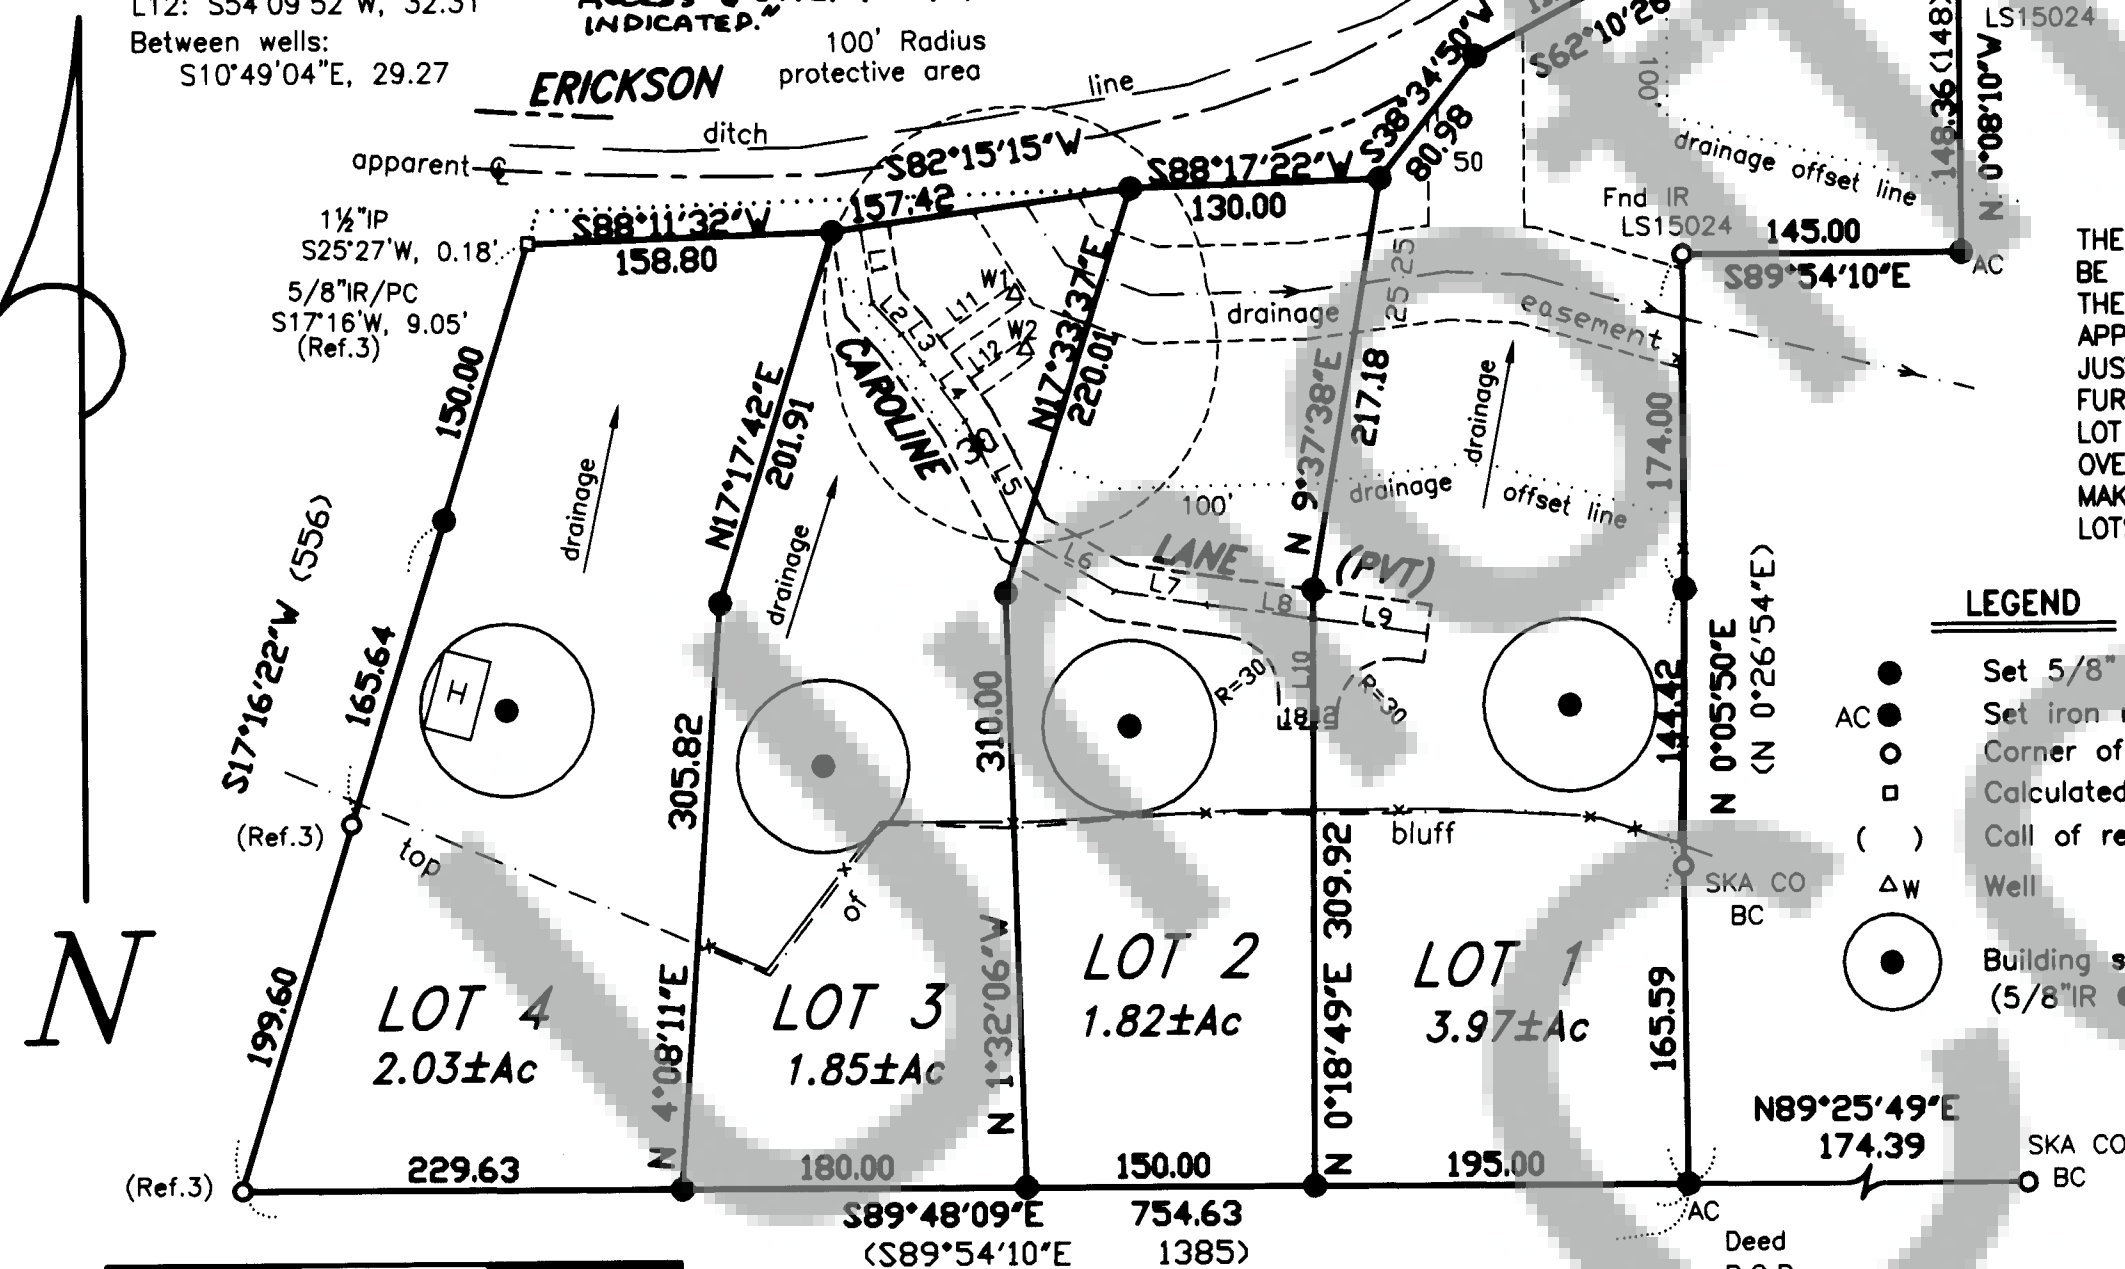 Between wells:
S10°49'04"E, 29.27
INDICATED."
100' Radius
protective area
ERICKSON
line
ditch
apparent
S38°34'50"W
80.98
S62°10'26
100'
50
148.36(148)
N 0°08'10"W
LS15024
drainage offset line
Fnd IR
LS15024
145.00
S89°54'10"E
AC
1½"IP
S25°27'W, 0.18'
5/8"IR/PC
S17°16'W, 9.05'
(Ref.3)
S88°11'32"W
158.80
S82°15'15"W
157.42
S88°17'22"W
130.00
L1
L2
L3
L4
L5
L11
L12
W1
W2
CAROLINE
LANE
(PVT)
N17°33'37"E
220.01
N 9°37'38"E
217.18
25
25
drainage
easement
drainage
174.00
100'
drainage
offset line
150.00
N17°17'42"E
201.91
drainage
drainage
L6
L7
L8
L9
L10
R=30
R=30
18
18
S17°16'22"W (556)
165.64
H
305.82
310.00
144.42
N 0°05'50"E
(N 0°26'54"E)
(Ref.3)
top
of
bluff
SKA CO
BC
199.60
N 4°08'11"E
N 1°32'06"W
N 0°18'49"E 309.92
165.59
LOT 4
2.03±Ac
LOT 3
1.85±Ac
LOT 2
1.82±Ac
LOT 1
3.97±Ac
N
(Ref.3)
229.63
180.00
150.00
195.00
S89°48'09"E 754.63
(S89°54'10"E 1385)
N89°25'49"E
174.39
SKA CO
BC
AC
Deed
THE
BE
THE
APP
JUS
FUR
LOT
OVE
MAK
LOT
LEGEND
Set 5/8"
AC Set iron
Corner of
Calculated
( ) Call of re
W Well
Building s
(5/8"IR